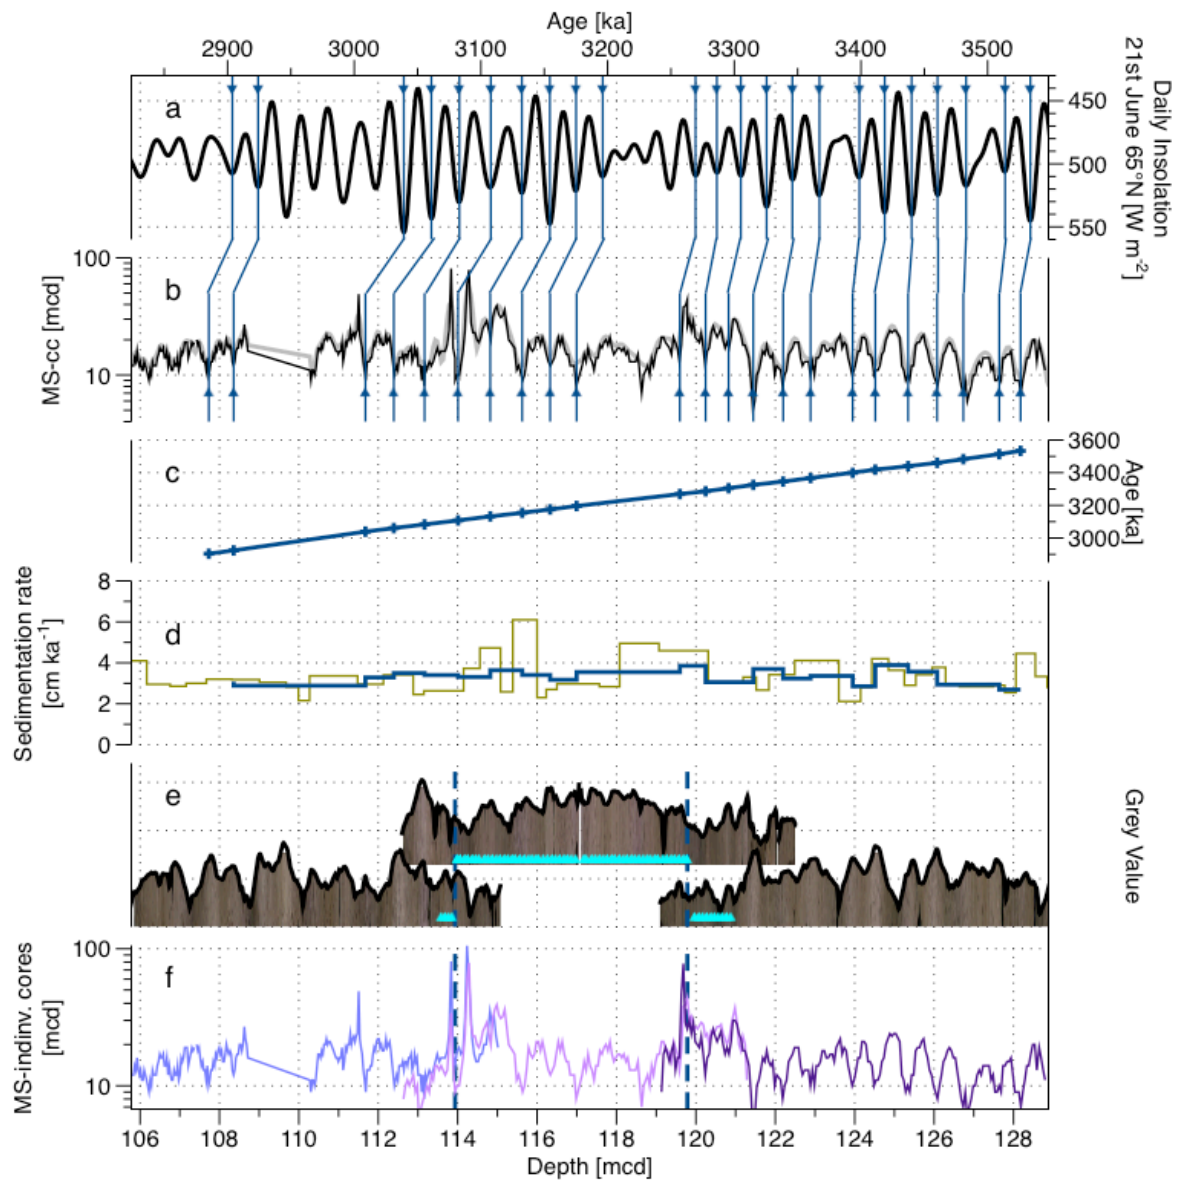 Age [ka]
2900 3000 3100 3200 3300 3400 3500
a
450
500
550
Daily Insolation
21st June 65°N [W m-2]
b
100
10
MS-cc [mcd]
c
3600
3400
3200
3000
Age [ka]
d
8
6
4
2
0
Sedimentation rate
[cm ka-1]
e
Grey Value
f
100
10
MS-indinv. cores
[mcd]
106 108 110 112 114 116 118 120 122 124 126 128
Depth [mcd]